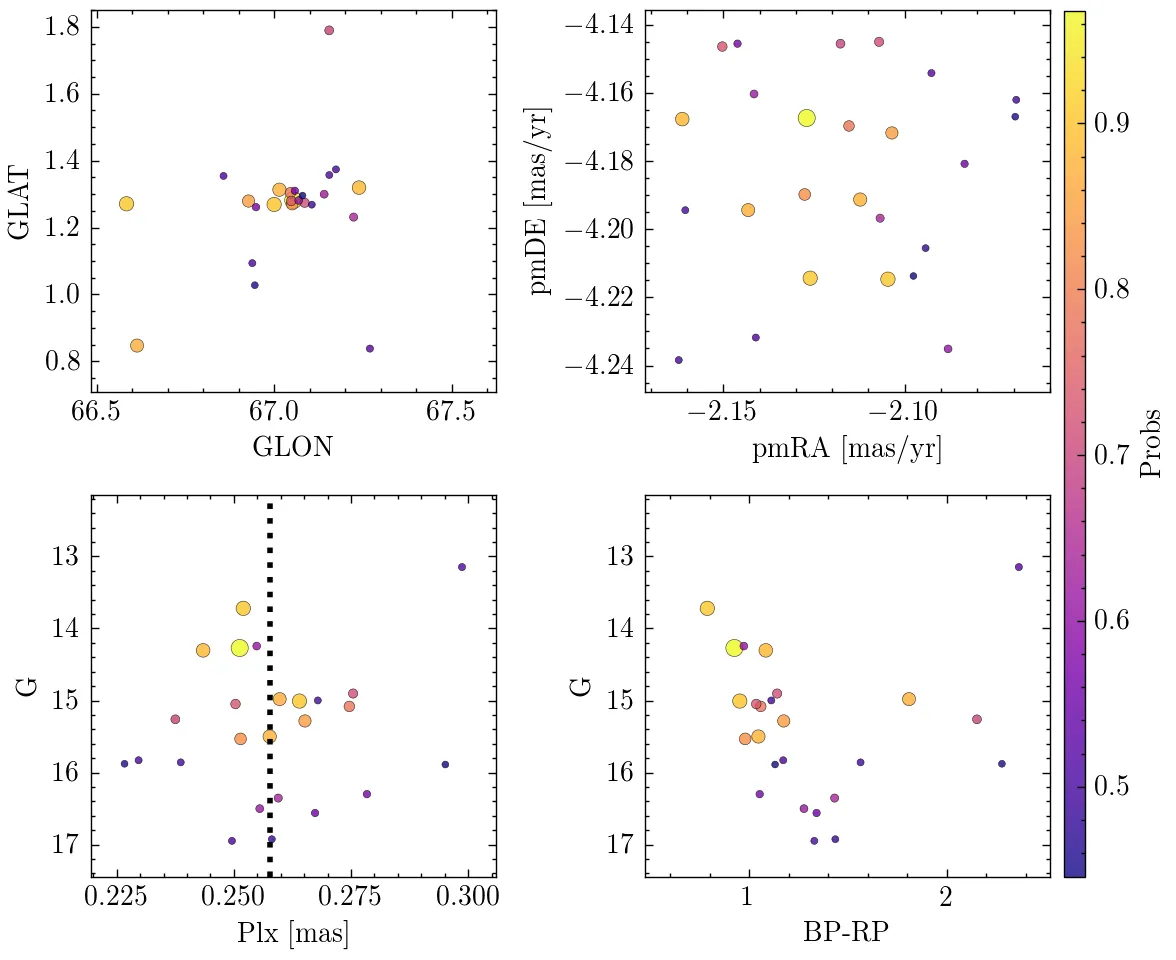 1.8
1.6
1.4
1.2
1.0
0.8
GLAT
66.5 67.0 67.5
GLON
−4.14
−4.16
−4.18
−4.20
−4.22
−4.24
pmDE [mas/yr]
−2.15 −2.10
pmRA [mas/yr]
0.9
0.8
0.7
0.6
0.5
Probs
13
14
15
16
17
G
0.225 0.250 0.275 0.300
Plx [mas]
13
14
15
16
17
G
1 2
BP-RP